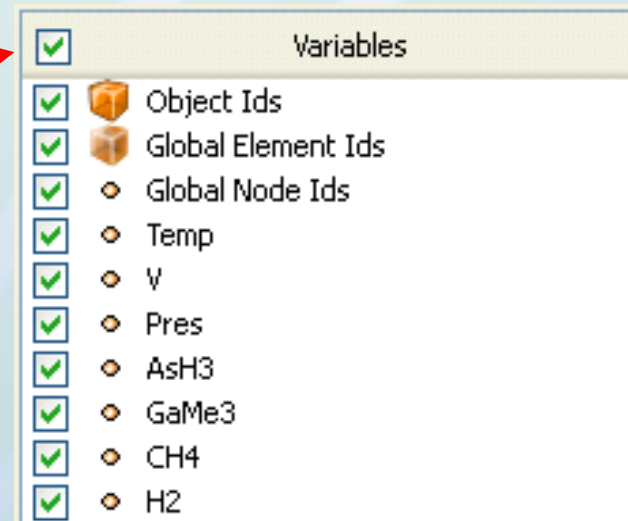 Variables
Object Ids
Global Element Ids
Global Node Ids
Temp
V
Pres
AsH3
GaMe3
CH4
H2